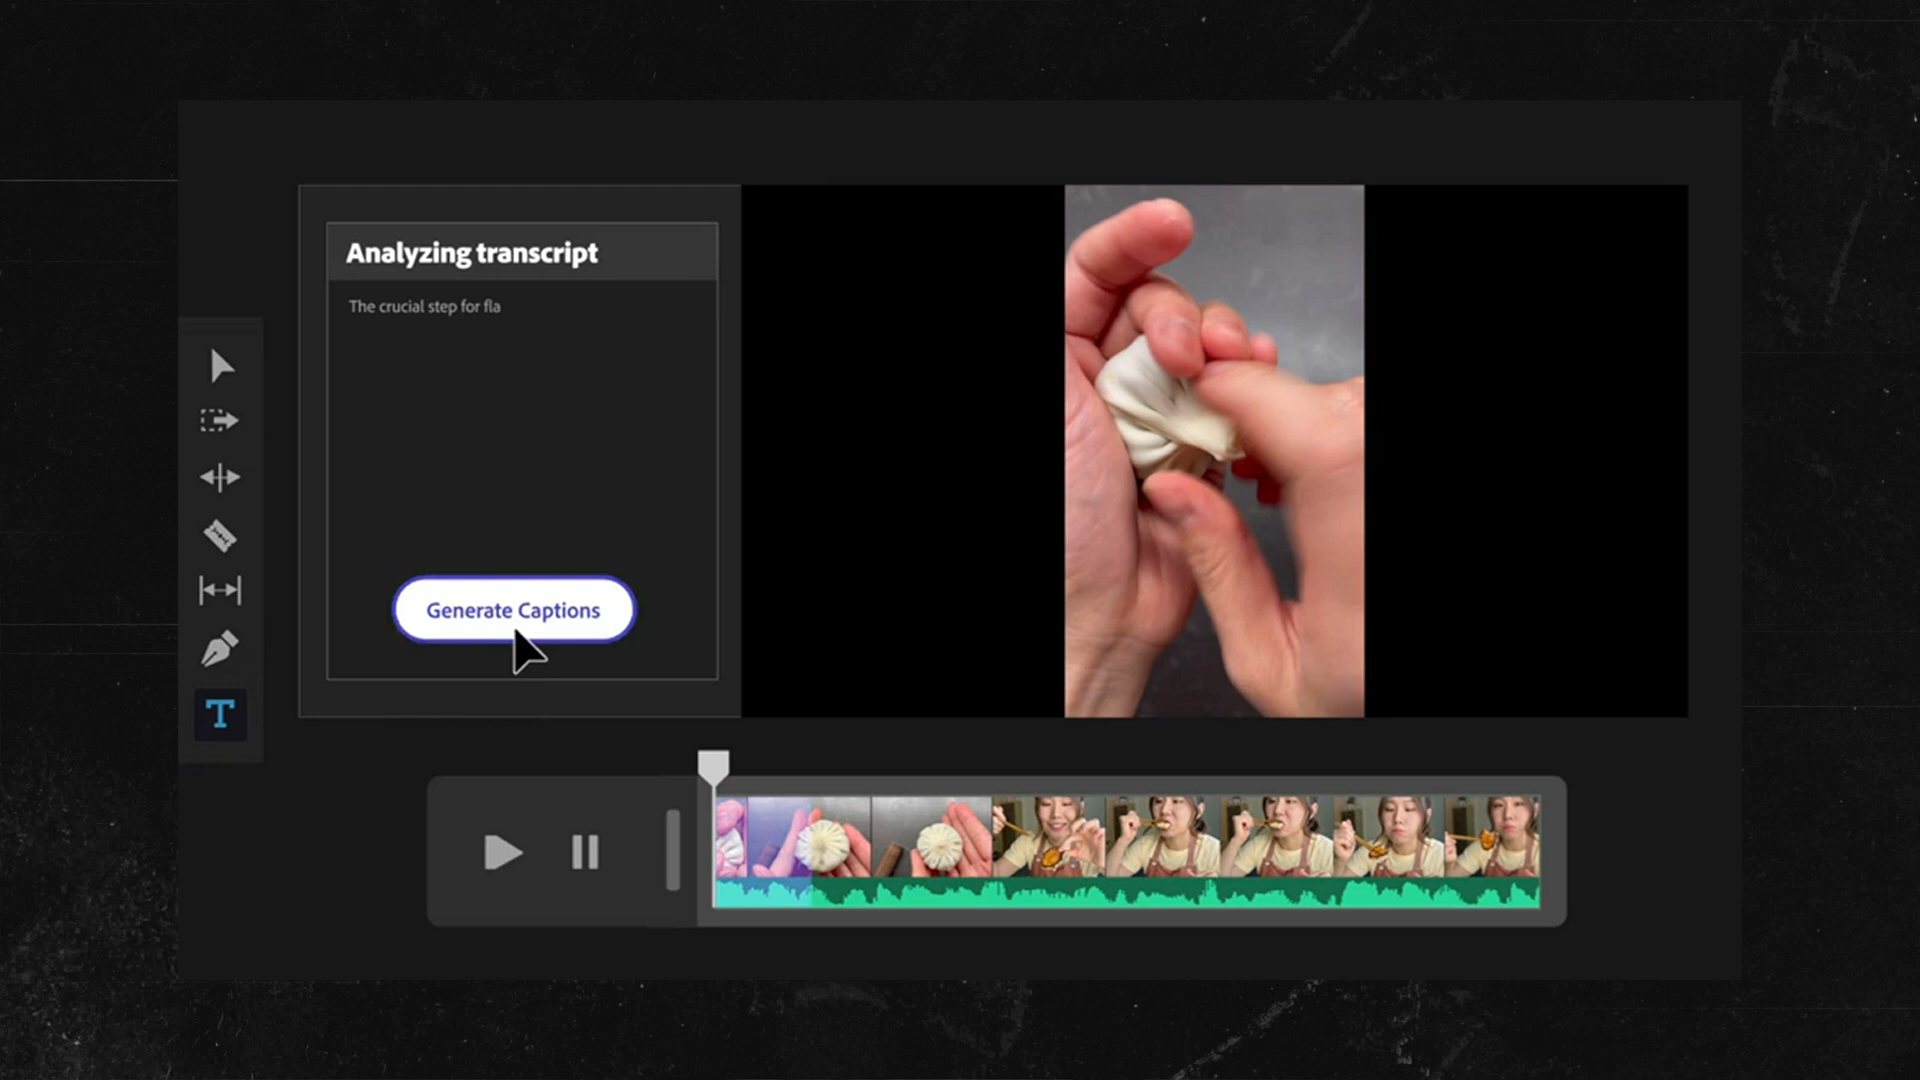 Analyzing transcript
The crucial step for fla
Generate Captions